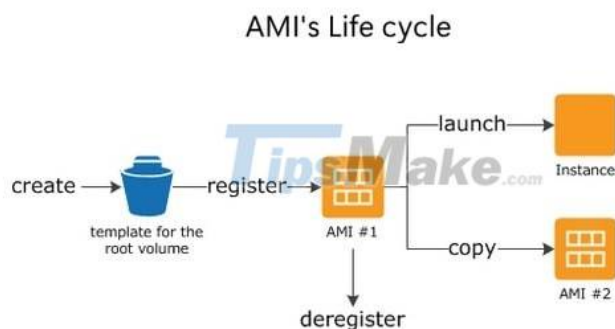 AMI's Life cycle
launch
TipsMake.com
Instance
create
register
template for the
root volume
AMI #1
copy
AMI #2
deregister